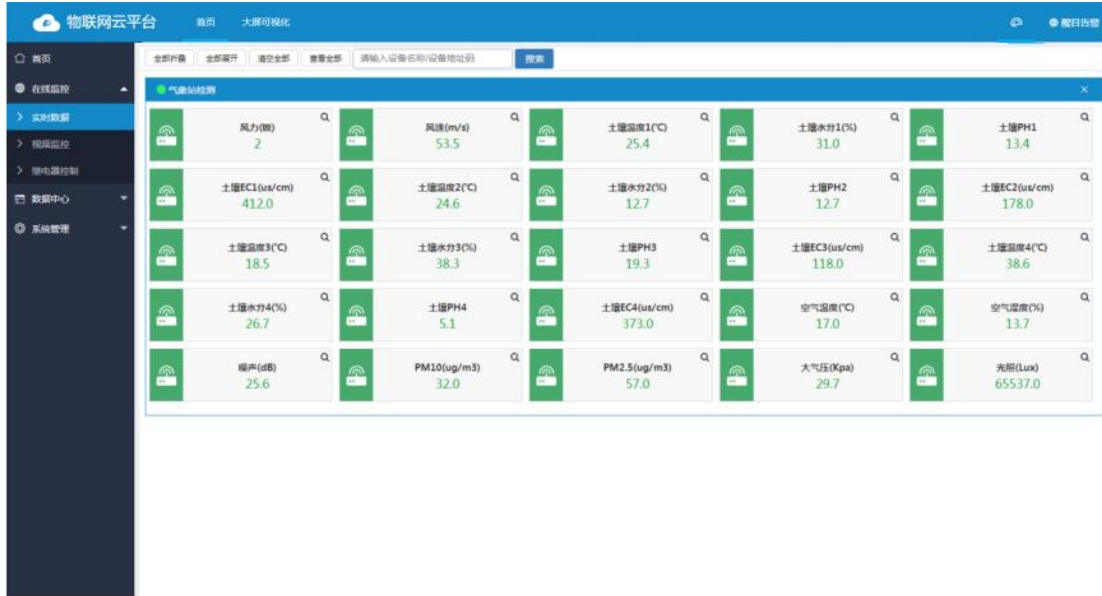 物联网云平台 首页 大屏可视化 醒目告警
首页
在线监控
实时数据
视频监控
继电器控制
数据中心
系统管理
全部折叠 全部展开 清空全部 查看全部 请输入设备名称/设备地址码 搜索
气象站检测
风力(级) 风速(m/s) 土壤温度1(℃) 土壤水分1(%) 土壤PH1
2 53.5 25.4 31.0 13.4
土壤EC1(us/cm) 土壤温度2(℃) 土壤水分2(%) 土壤PH2 土壤EC2(us/cm)
412.0 24.6 12.7 12.7 178.0
土壤温度3(℃) 土壤水分3(%) 土壤PH3 土壤EC3(us/cm) 土壤温度4(℃)
18.5 38.3 19.3 118.0 38.6
土壤水分4(%) 土壤PH4 土壤EC4(us/cm) 空气温度(℃) 空气湿度(%)
26.7 5.1 373.0 17.0 13.7
噪声(dB) PM10(ug/m3) PM2.5(ug/m3) 大气压(Kpa) 光照(Lux)
25.6 32.0 57.0 29.7 65537.0